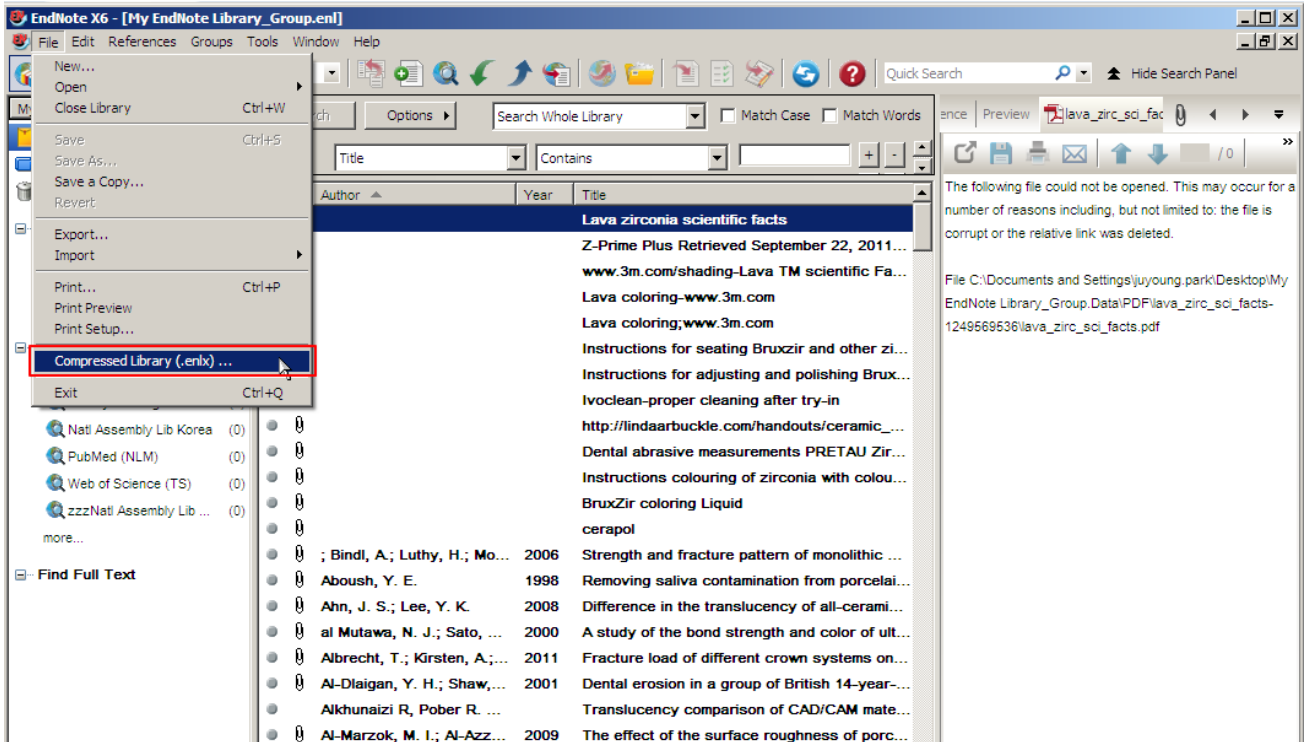 EndNote X6 - [My EndNote Library_Group.enl]
File Edit References Groups Tools Window Help
New...
Open
Close Library Ctrl+W
Save Ctrl+S
Save As...
Save a Copy...
Revert
Export...
Import
Print... Ctrl+P
Print Preview
Print Setup...
Compressed Library (.enlx) ...
Exit Ctrl+Q
Quick Search
Hide Search Panel
Options
Search Whole Library
Match Case
Match Words
Title
Contains
+ -
Author Year Title
Lava zirconia scientific facts
Z-Prime Plus Retrieved September 22, 2011...
www.3m.com/shading-Lava TM scientific Fa...
Lava coloring-www.3m.com
Lava coloring;www.3m.com
Instructions for seating Bruxzir and other zi...
Instructions for adjusting and polishing Brux...
Ivoclean-proper cleaning after try-in
http://lindaarbuckle.com/handouts/ceramic_...
Dental abrasive measurements PRETAU Zir...
Instructions colouring of zirconia with colou...
BruxZir coloring Liquid
cerapol
; Bindl, A.; Luthy, H.; Mo... 2006 Strength and fracture pattern of monolithic ...
Aboush, Y. E. 1998 Removing saliva contamination from porcelai...
Ahn, J. S.; Lee, Y. K. 2008 Difference in the translucency of all-cerami...
al Mutawa, N. J.; Sato, ... 2000 A study of the bond strength and color of ult...
Albrecht, T.; Kirsten, A.;... 2011 Fracture load of different crown systems on...
Al-Dlaigan, Y. H.; Shaw,... 2001 Dental erosion in a group of British 14-year-...
Alkhunaizi R, Pober R. ... Translucency comparison of CAD/CAM mate...
Al-Marzok, M. I.; Al-Azz... 2009 The effect of the surface roughness of porc...
Natl Assembly Lib Korea (0)
PubMed (NLM) (0)
Web of Science (TS) (0)
zzzNatl Assembly Lib ... (0)
more...
Find Full Text
ence Preview lava_zirc_sci_fac
/ 0 »
The following file could not be opened. This may occur for a
number of reasons including, but not limited to: the file is
corrupt or the relative link was deleted.
File C:\Documents and Settings\juyoung.park\Desktop\My
EndNote Library_Group.Data\PDF\lava_zirc_sci_facts-
1249569536\lava_zirc_sci_facts.pdf